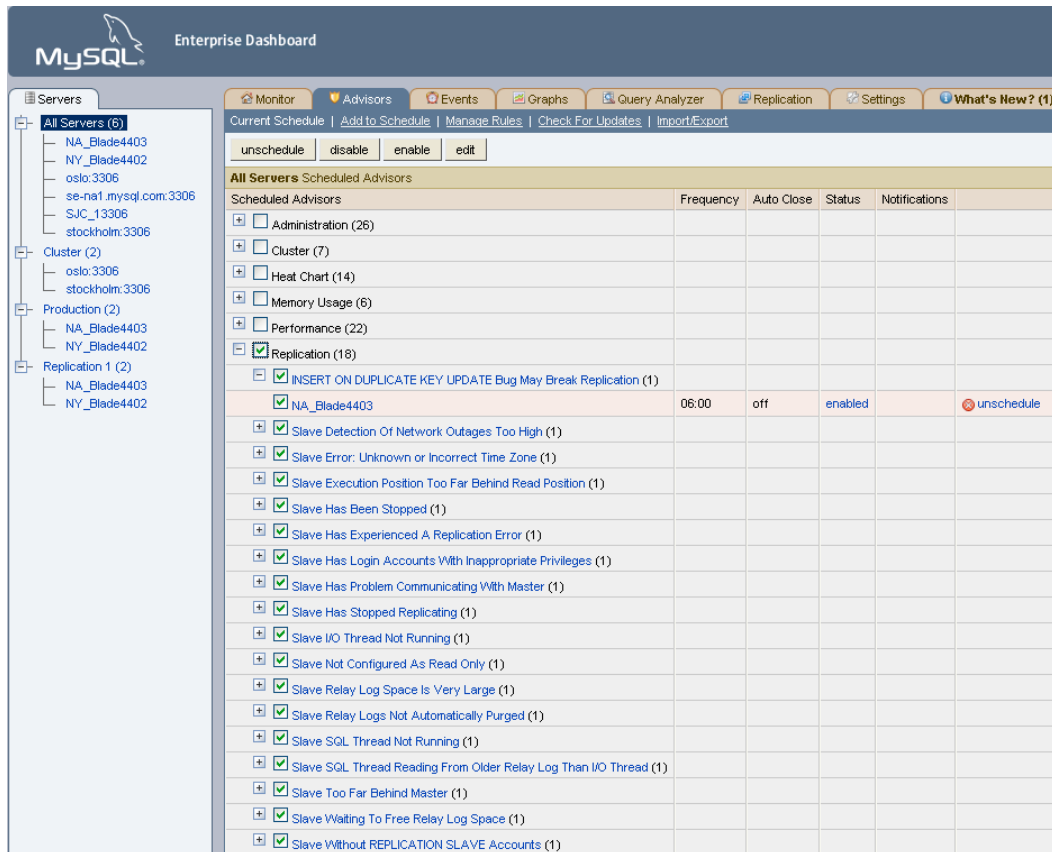 MySQL.
Enterprise Dashboard
Servers
All Servers (6)
NA_Blade4403
NY_Blade4402
oslo:3306
se-na1.mysql.com:3306
SJC_13306
stockholm:3306
Cluster (2)
oslo:3306
stockholm:3306
Production (2)
NA_Blade4403
NY_Blade4402
Replication 1 (2)
NA_Blade4403
NY_Blade4402
Monitor Advisors Events Graphs Query Analyzer Replication Settings What's New? (1)
Current Schedule | Add to Schedule | Manage Rules | Check For Updates | Import/Export
unschedule disable enable edit
All Servers Scheduled Advisors
Scheduled Advisors Frequency Auto Close Status Notifications
Administration (26)
Cluster (7)
Heat Chart (14)
Memory Usage (6)
Performance (22)
Replication (18)
INSERT ON DUPLICATE KEY UPDATE Bug May Break Replication (1)
NA_Blade4403 06:00 off enabled unschedule
Slave Detection Of Network Outages Too High (1)
Slave Error: Unknown or Incorrect Time Zone (1)
Slave Execution Position Too Far Behind Read Position (1)
Slave Has Been Stopped (1)
Slave Has Experienced A Replication Error (1)
Slave Has Login Accounts With Inappropriate Privileges (1)
Slave Has Problem Communicating With Master (1)
Slave Has Stopped Replicating (1)
Slave I/O Thread Not Running (1)
Slave Not Configured As Read Only (1)
Slave Relay Log Space Is Very Large (1)
Slave Relay Logs Not Automatically Purged (1)
Slave SQL Thread Not Running (1)
Slave SQL Thread Reading From Older Relay Log Than I/O Thread (1)
Slave Too Far Behind Master (1)
Slave Waiting To Free Relay Log Space (1)
Slave Without REPLICATION SLAVE Accounts (1)